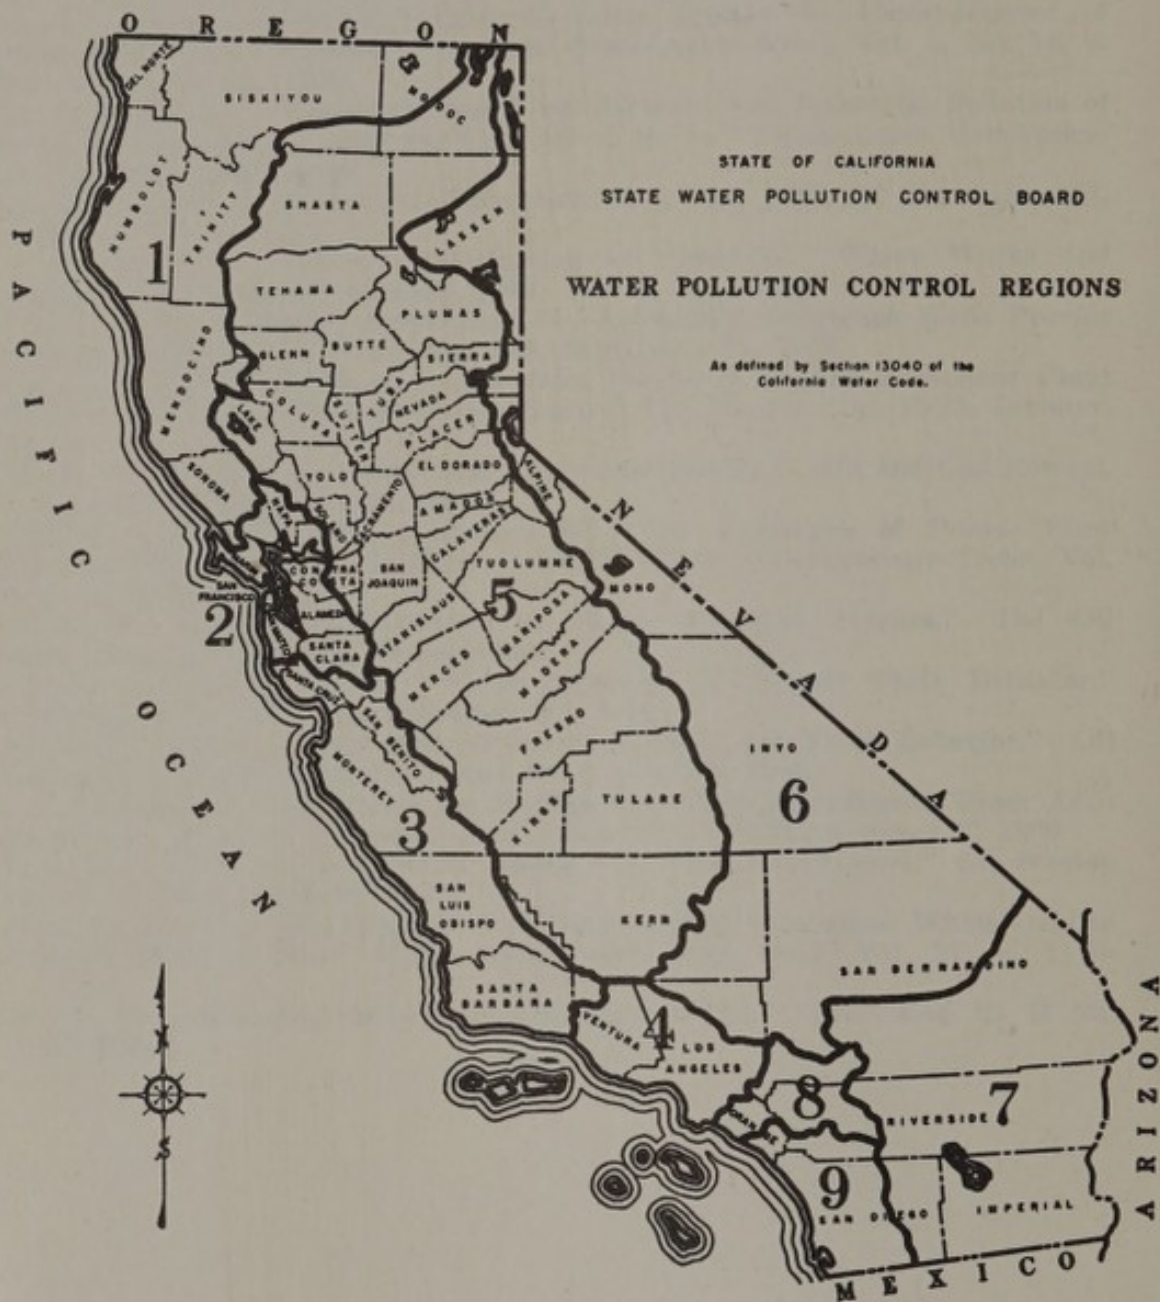 OREGON
DEL NORTE
SISKIYOU
MODOC
STATE OF CALIFORNIA
STATE WATER POLLUTION CONTROL BOARD
HUMBOLDT
TRINITY
SHASTA
LASSEN
1
WATER POLLUTION CONTROL REGIONS
TEHAMA
PLUMAS
As defined by Section 13040 of the
California Water Code.
MENDOCINO
GLENN
BUTTE
SIERRA
LAKE
COLUSA
SUTTER
YUBA
NEVADA
PLACER
SONOMA
YOLO
EL DORADO
ALPINE
NAPA
SOLANO
SACRAMENTO
AMADOR
CALAVERAS
MARIN
CONTRA
COSTA
SAN
JOAQUIN
TUOLUMNE
MONO
SAN
FRANCISCO
2
ALAMEDA
STANISLAUS
5
MARIPOSA
SAN MATEO
SANTA
CLARA
MERCED
MADERA
SANTA CRUZ
SAN BENITO
FRESNO
MONTEREY
INYO
KINGS
TULARE
6
3
SAN
LUIS
OBISPO
KERN
SANTA
BARBARA
SAN BERNARDINO
VENTURA
4
LOS
ANGELES
ORANGE
8
RIVERSIDE
7
9
SAN DIEGO
IMPERIAL
PACIFIC
OCEAN
NEVADA
ARIZONA
MEXICO
S